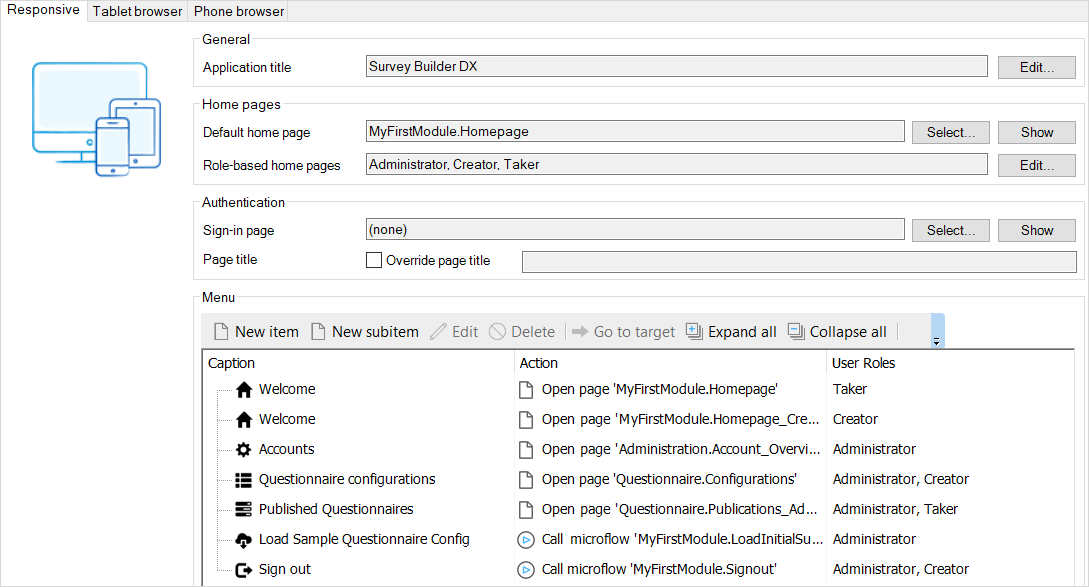 Responsive Tablet browser Phone browser
General
Application title Survey Builder DX Edit...
Home pages
Default home page MyFirstModule.Homepage Select... Show
Role-based home pages Administrator, Creator, Taker Edit...
Authentication
Sign-in page (none) Select... Show
Page title Override page title
Menu
New item New subitem Edit Delete Go to target Expand all Collapse all
Caption Action User Roles
Welcome Open page 'MyFirstModule.Homepage' Taker
Welcome Open page 'MyFirstModule.Homepage_Cre... Creator
Accounts Open page 'Administration.Account_Overvi... Administrator
Questionnaire configurations Open page 'Questionnaire.Configurations' Administrator, Creator
Published Questionnaires Open page 'Questionnaire.Publications_Ad... Administrator, Taker
Load Sample Questionnaire Config Call microflow 'MyFirstModule.LoadInitialSu... Administrator
Sign out Call microflow 'MyFirstModule.Signout' Administrator, Creator